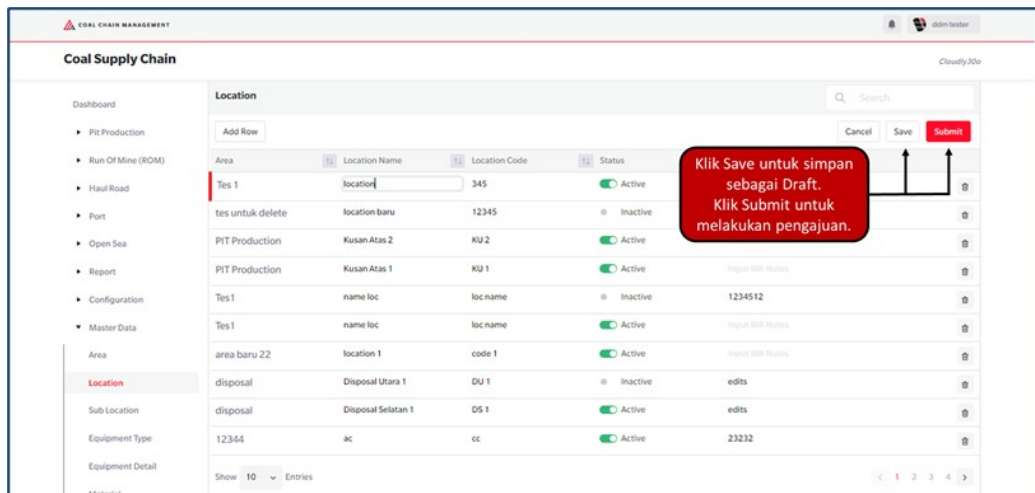 COAL CHAIN MANAGEMENT
ddm tester
Coal Supply Chain
Cloudly30o
Dashboard
Pit Production
Run Of Mine (ROM)
Haul Road
Port
Open Sea
Report
Configuration
Master Data
Area
Location
Sub Location
Equipment Type
Equipment Detail
Material
Location
Search
Add Row
Cancel Save Submit
Area Location Name Location Code Status
Klik Save untuk simpan
sebagai Draft.
Klik Submit untuk
melakukan pengajuan.
Tes 1 location 345 Active
tes untuk delete location baru 12345 Inactive
PIT Production Kusan Atas 2 KU 2 Active
PIT Production Kusan Atas 1 KU 1 Active Input Notes
Tes1 name loc loc name Inactive 1234512
Tes1 name loc loc name Active Input Notes
area baru 22 location 1 code 1 Active Input Notes
disposal Disposal Utara 1 DU 1 Inactive edits
disposal Disposal Selatan 1 DS 1 Active edits
12344 ac cc Active 23232
Show 10 Entries
1 2 3 4